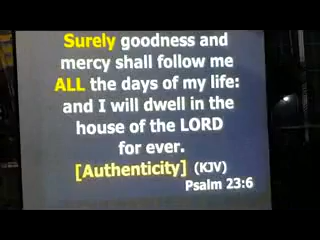 Surely goodness and
mercy shall follow me
ALL the days of my life:
and I will dwell in the
house of the LORD
for ever.
[Authenticity] (KJV)
Psalm 23:6